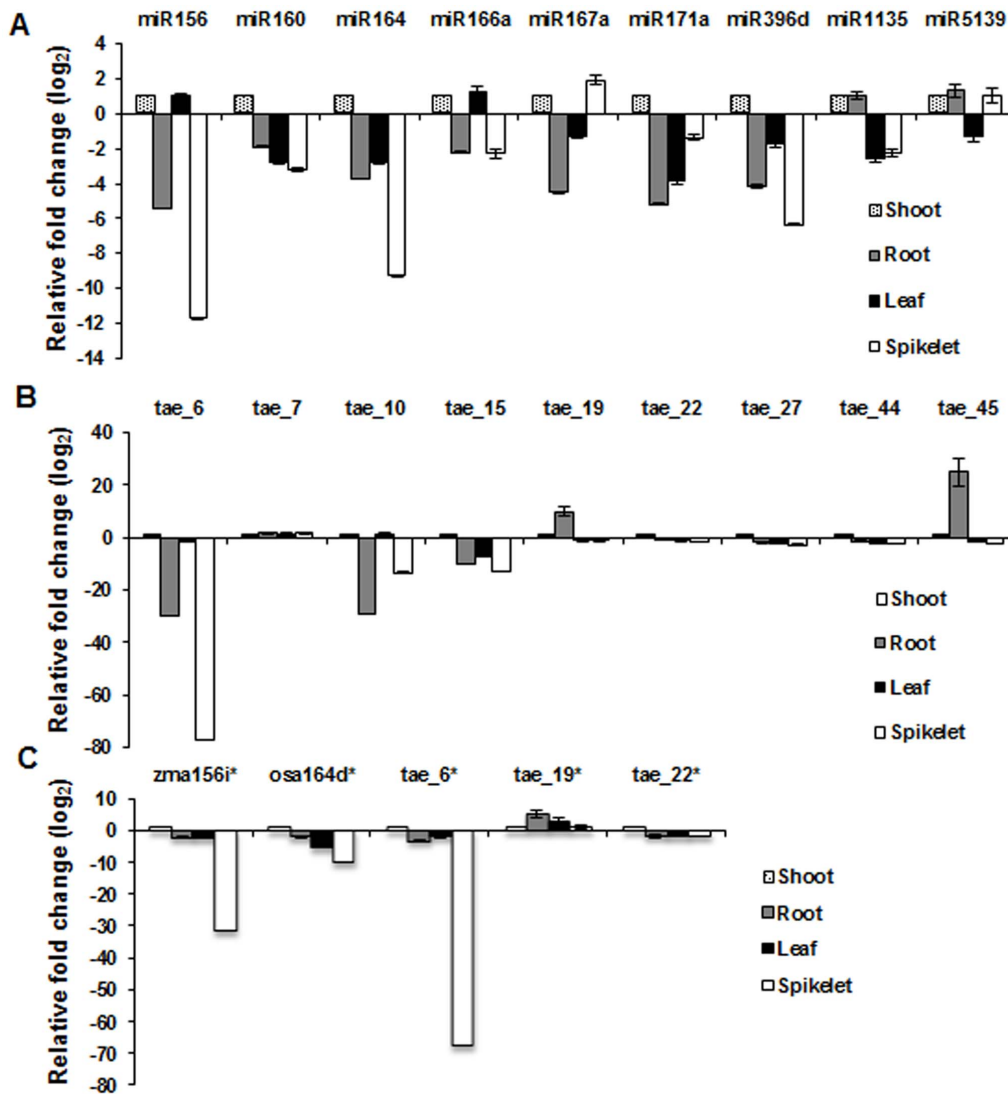 A
miR156 miR160 miR164 miR166a miR167a miR171a miR396d miR1135 miR5139
Relative fold change (log2)
4
2
0
-2
-4
-6
-8
-10
-12
-14
Shoot
Root
Leaf
Spikelet
B
tae_6 tae_7 tae_10 tae_15 tae_19 tae_22 tae_27 tae_44 tae_45
Relative fold change (log2)
40
20
0
-20
-40
-60
-80
Shoot
Root
Leaf
Spikelet
C
zma156i* osa164d* tae_6* tae_19* tae_22*
Relative fold change (log2)
10
0
-10
-20
-30
-40
-50
-60
-70
-80
Shoot
Root
Leaf
Spikelet